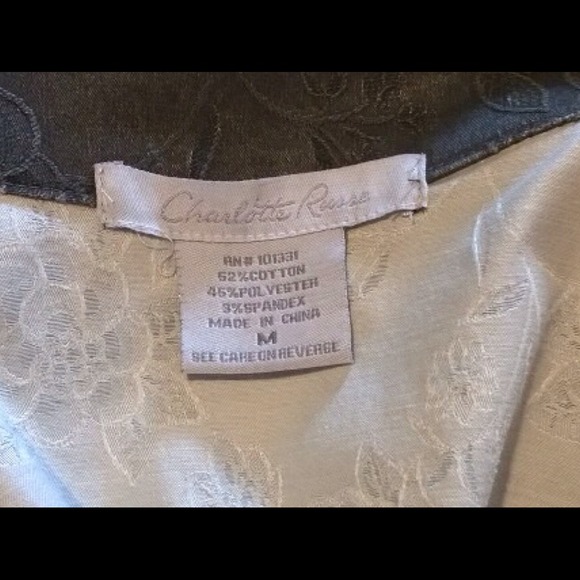 Charlotte Russe
RN# 101331
52%COTTON
45%POLYESTER
3%SPANDEX
MADE IN CHINA
M
SEE CARE ON REVERSE